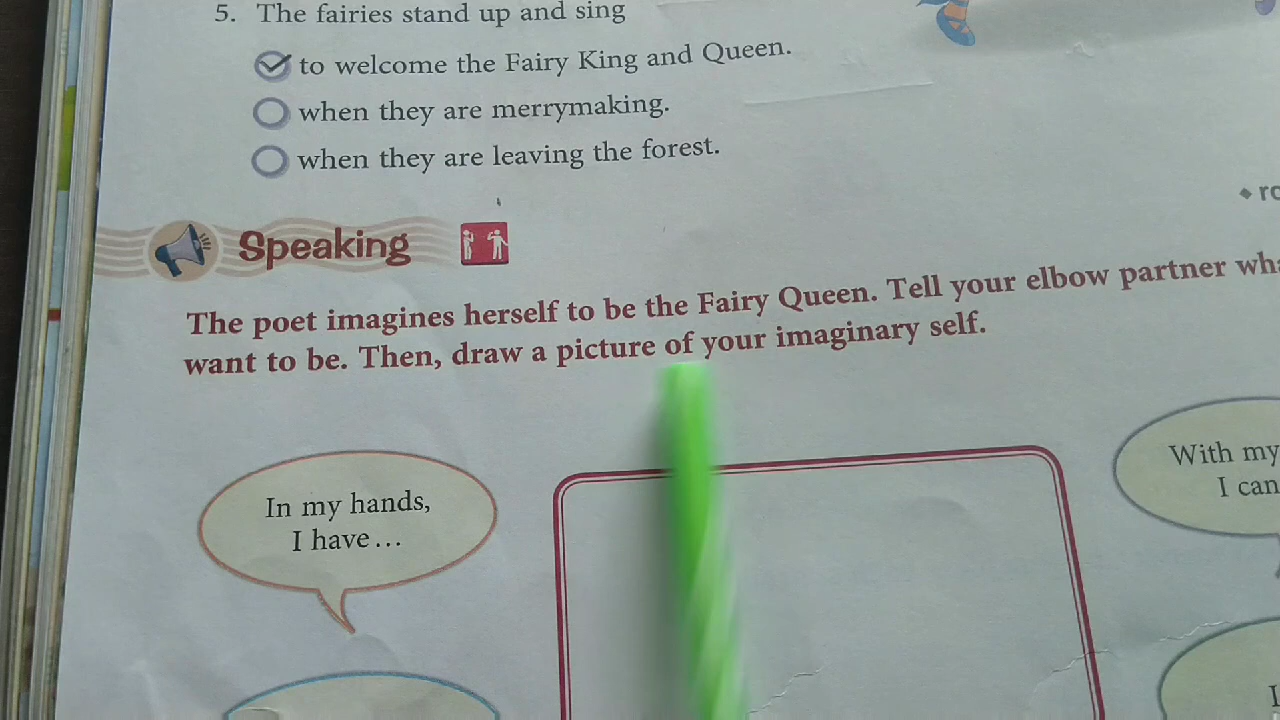 5. The fairies stand up and sing
to welcome the Fairy King and Queen.
when they are merrymaking.
when they are leaving the forest.
Speaking
The poet imagines herself to be the Fairy Queen. Tell your elbow partner
want to be. Then, draw a picture of your imaginary self.
In my hands,
I have...
With my
I can